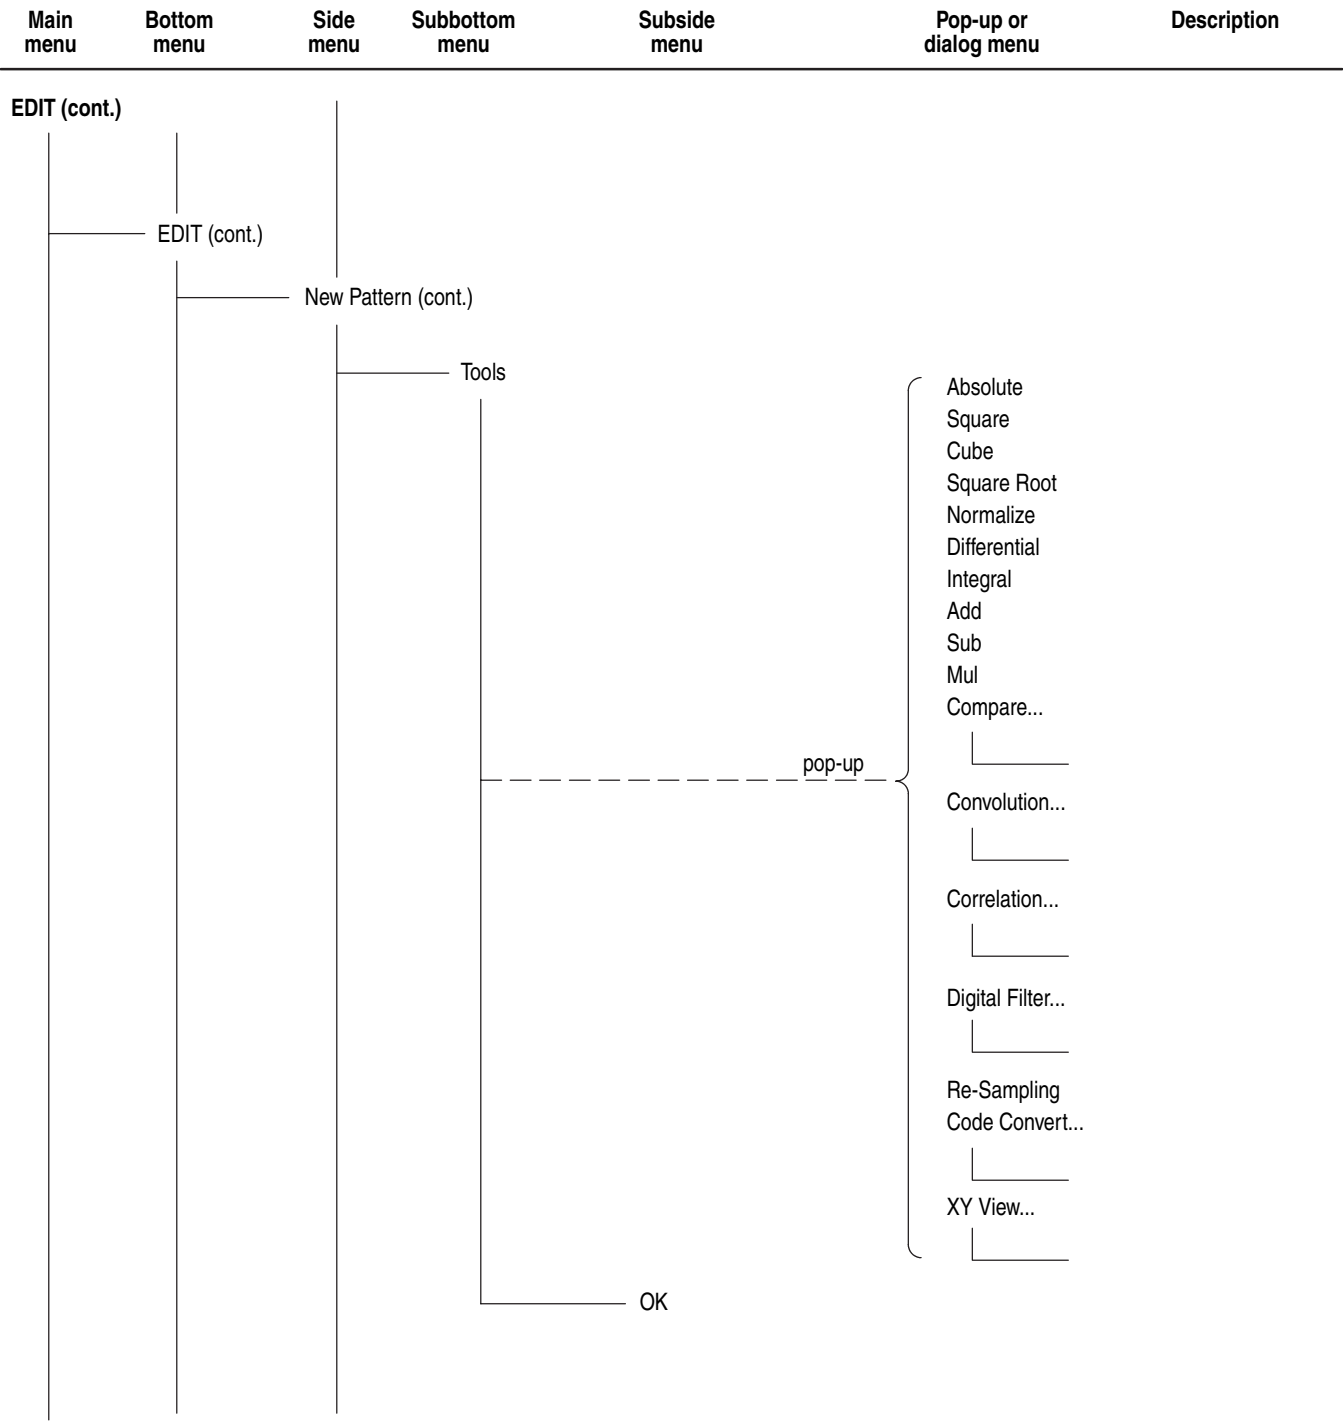 Main menu
Bottom menu
Side menu
Subbottom menu
Subside menu
Pop-up or dialog menu
Description
EDIT (cont.)
EDIT (cont.)
New Pattern (cont.)
Tools
Absolute
Square
Cube
Square Root
Normalize
Differential
Integral
Add
Sub
Mul
Compare...
pop-up
Convolution...
Correlation...
Digital Filter...
Re-Sampling
Code Convert...
XY View...
OK